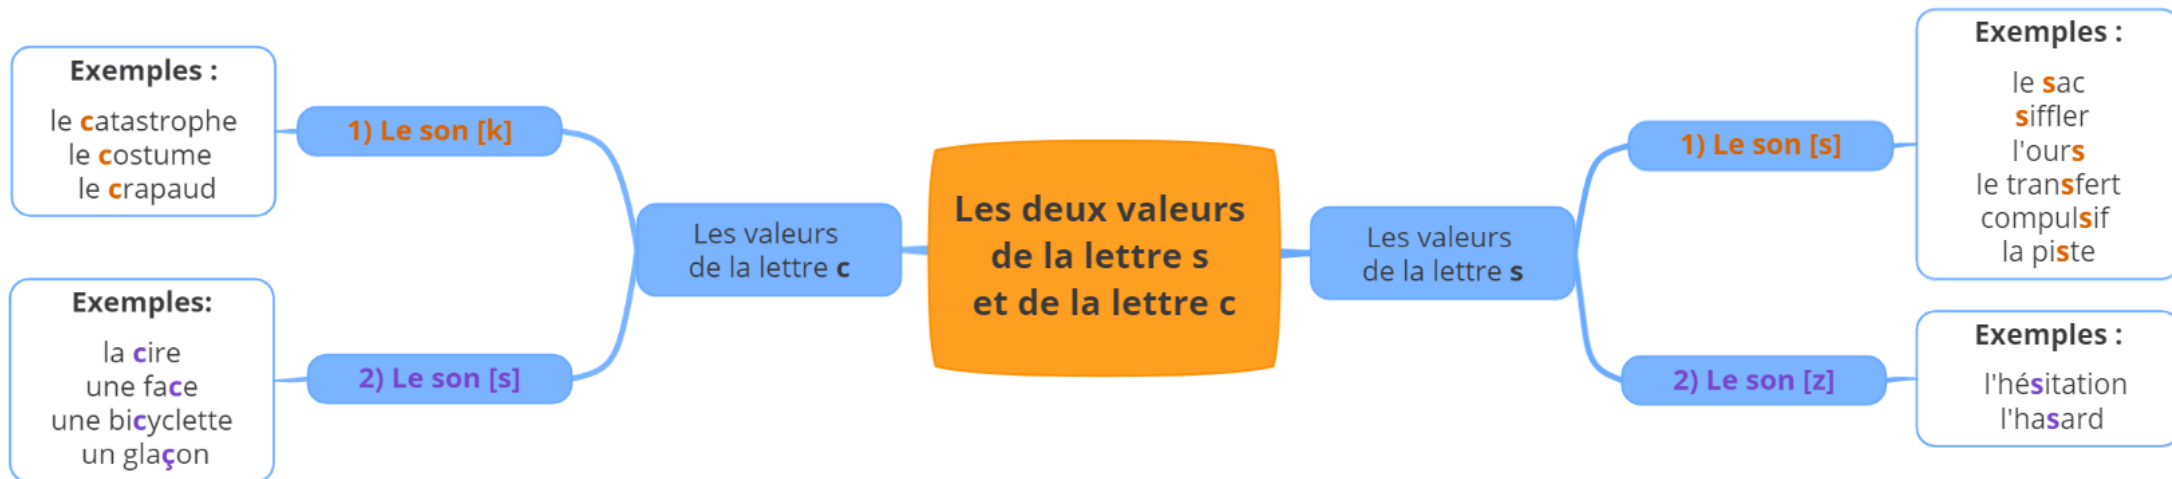 Les deux valeurs
de la lettre s
et de la lettre c
Les valeurs
de la lettre c
1) Le son [k]
Exemples :
le catastrophe
le costume
le crapaud
2) Le son [s]
Exemples:
la cire
une face
une bicyclette
un glaçon
Les valeurs
de la lettre s
1) Le son [s]
Exemples :
le sac
siffler
l'ours
le transfert
compulsif
la piste
2) Le son [z]
Exemples :
l'hésitation
l'hasard